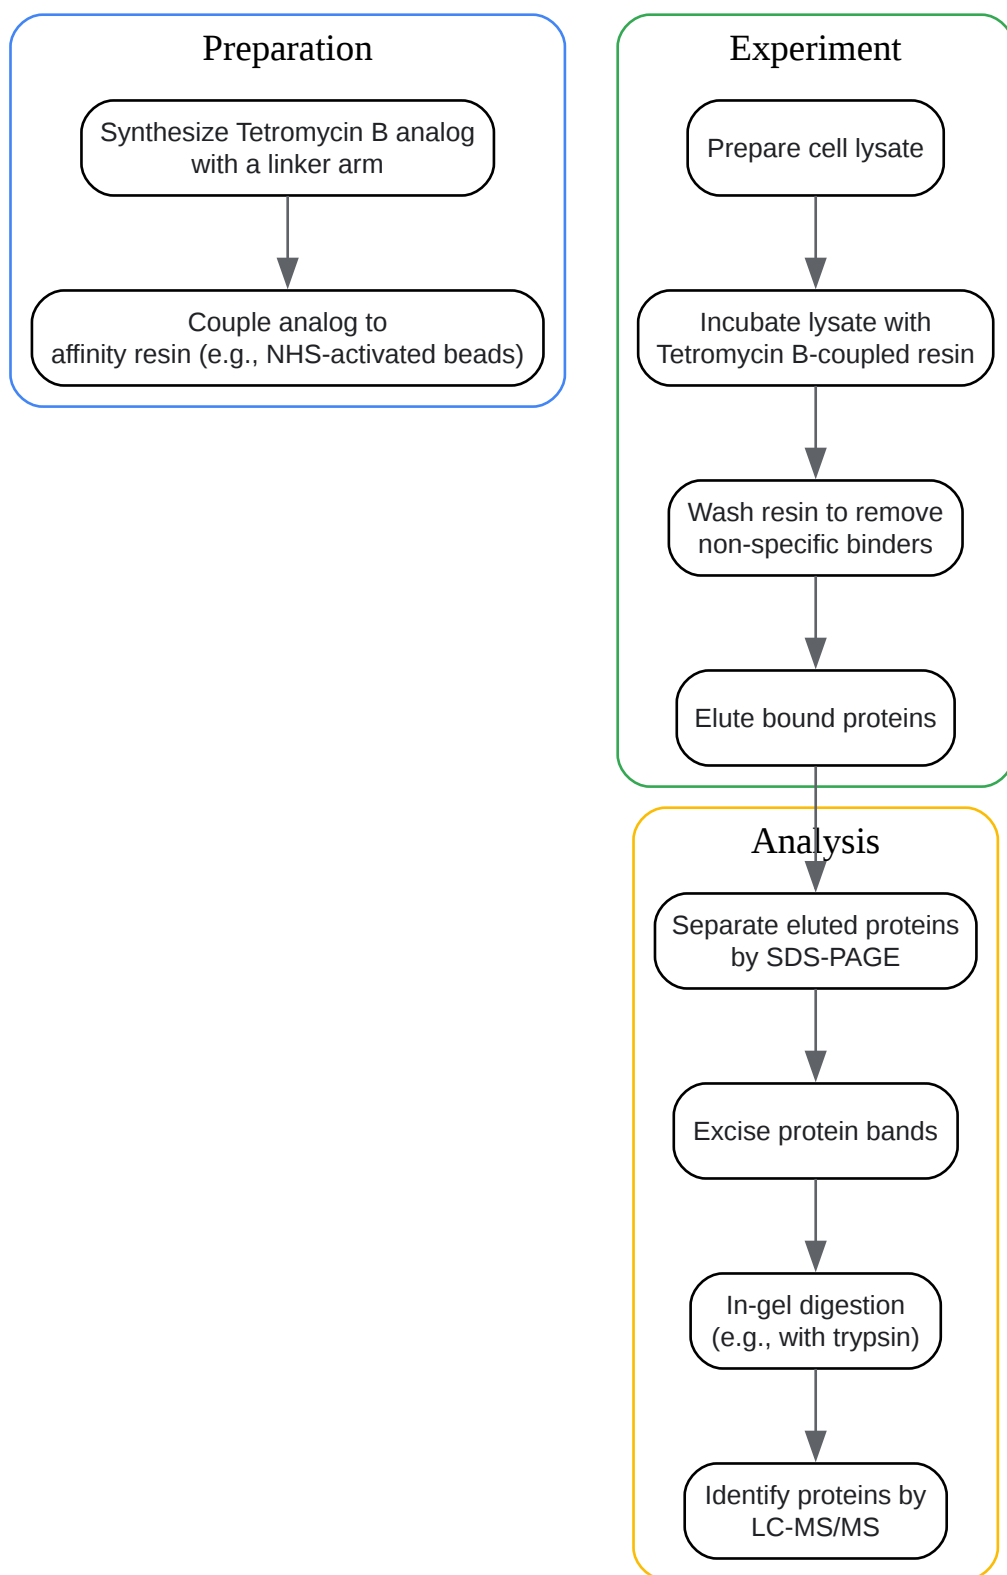 Preparation
Synthesize Tetromycin B analog
with a linker arm
Couple analog to
affinity resin (e.g., NHS-activated beads)
Experiment
Prepare cell lysate
Incubate lysate with
Tetromycin B-coupled resin
Wash resin to remove
non-specific binders
Elute bound proteins
Analysis
Separate eluted proteins
by SDS-PAGE
Excise protein bands
In-gel digestion
(e.g., with trypsin)
Identify proteins by
LC-MS/MS